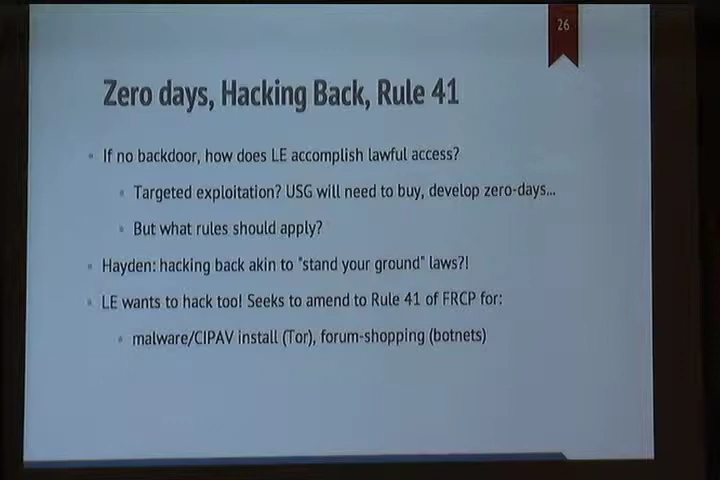 26
Zero days, Hacking Back, Rule 41
If no backdoor, how does LE accomplish lawful access?
Targeted exploitation? USG will need to buy, develop zero-days...
But what rules should apply?
Hayden: hacking back akin to "stand your ground" laws?!
LE wants to hack too! Seeks to amend to Rule 41 of FRCP for:
malware/CIPAV install (Tor), forum-shopping (botnets)